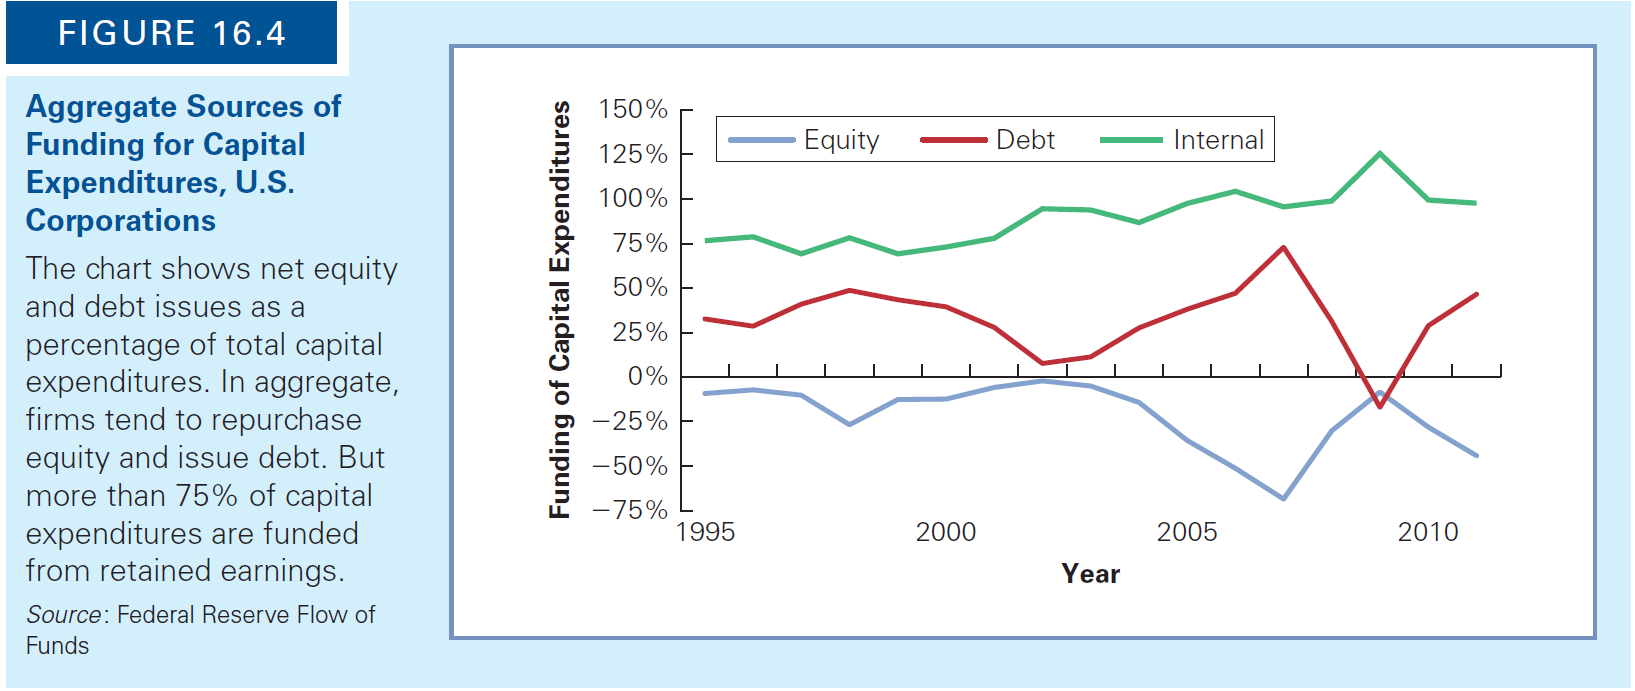 FIGURE 16.4
Aggregate Sources of
Funding for Capital
Expenditures, U.S.
Corporations
The chart shows net equity
and debt issues as a
percentage of total capital
expenditures. In aggregate,
firms tend to repurchase
equity and issue debt. But
more than 75% of capital
expenditures are funded
from retained earnings.
Source: Federal Reserve Flow of
Funds
Funding of Capital Expenditures
150%
125%
100%
75%
50%
25%
0%
−25%
−50%
−75%
Equity Debt Internal
1995 2000 2005 2010
Year